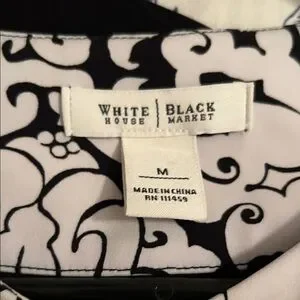 WHITE | BLACK
HOUSE | MARKET
M
MADE IN CHINA
RN 111459